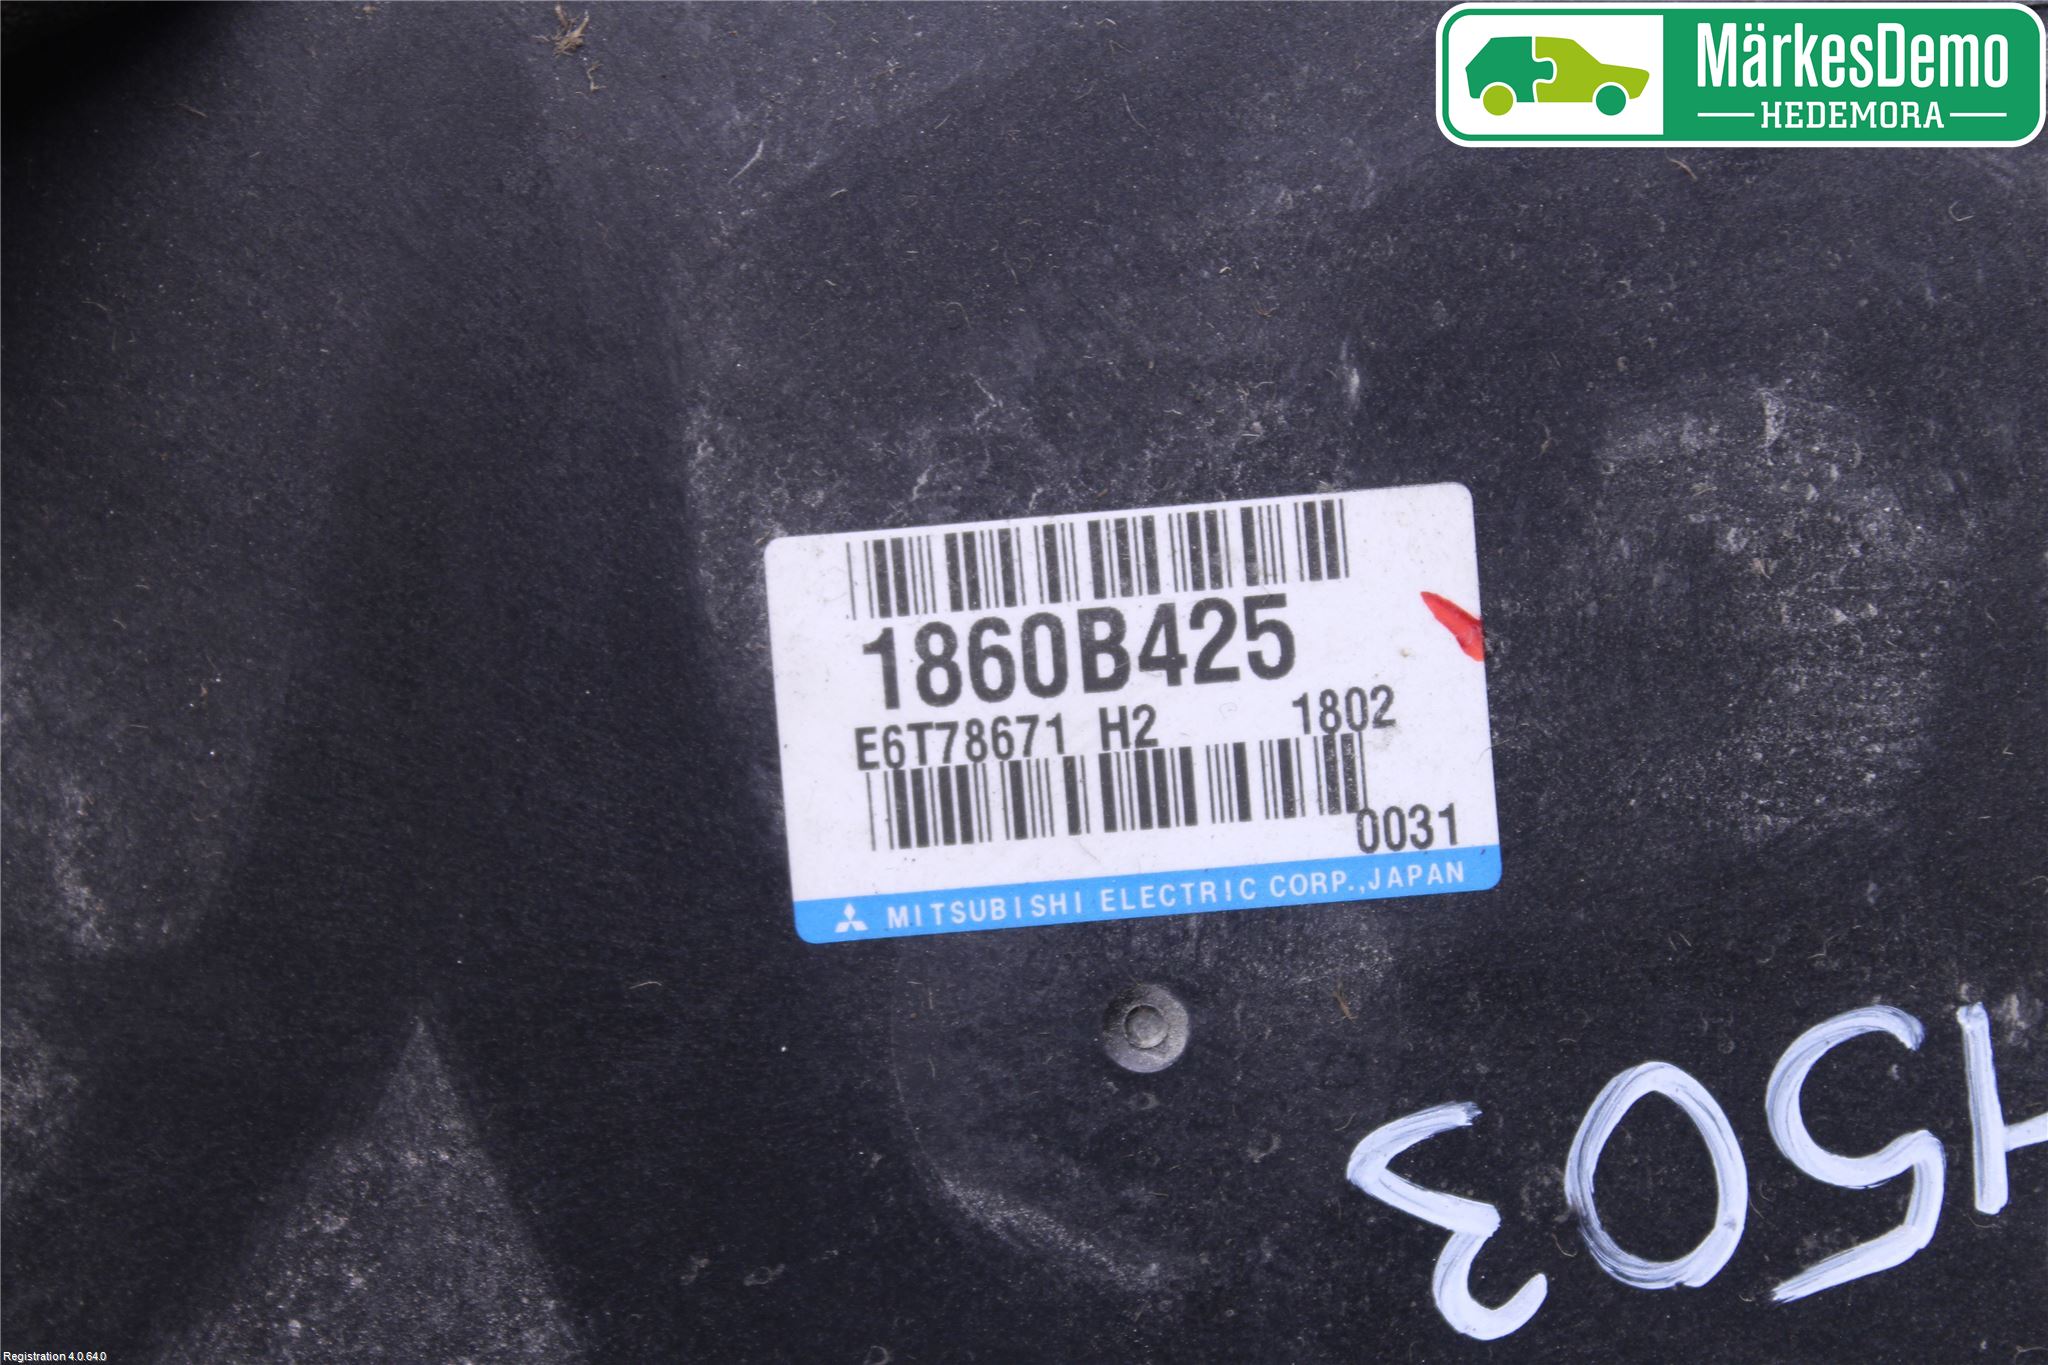 MärkesDemo
HEDEMORA
1860B425
E6T78671 H2 1802
0031
MITSUBISHI ELECTRIC CORP.,JAPAN
Registration 4.0.64.0